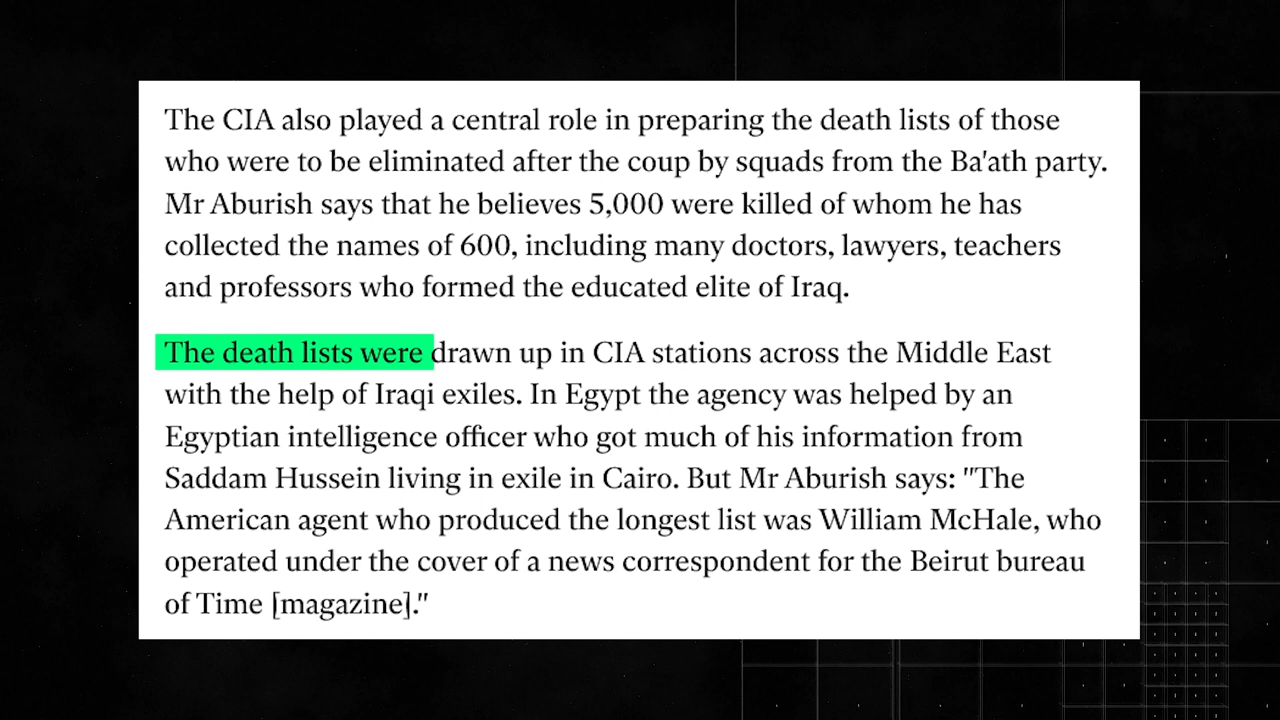 The CIA also played a central role in preparing the death lists of those
who were to be eliminated after the coup by squads from the Ba'ath party.
Mr Aburish says that he believes 5,000 were killed of whom he has
collected the names of 600, including many doctors, lawyers, teachers
and professors who formed the educated elite of Iraq.
The death lists were drawn up in CIA stations across the Middle East
with the help of Iraqi exiles. In Egypt the agency was helped by an
Egyptian intelligence officer who got much of his information from
Saddam Hussein living in exile in Cairo. But Mr Aburish says: "The
American agent who produced the longest list was William McHale, who
operated under the cover of a news correspondent for the Beirut bureau
of Time [magazine]."